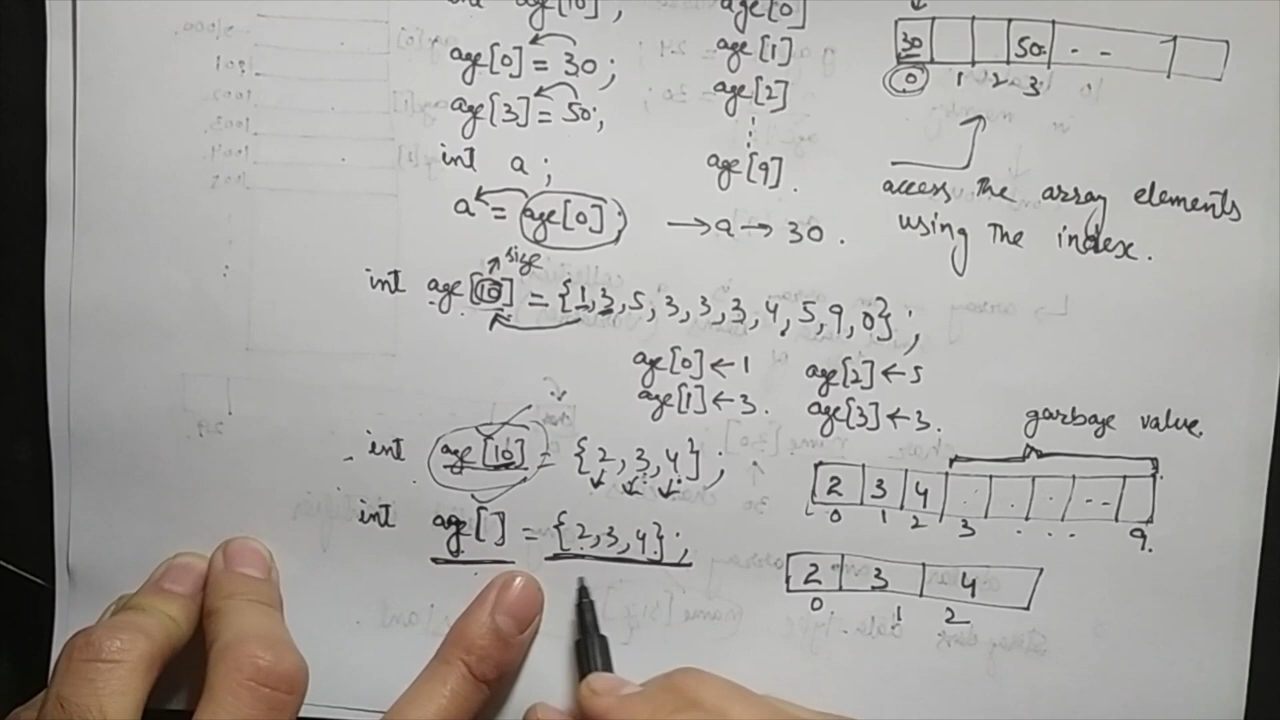 int age[10];
age[0]
age[0] = 30;
age[1]
age[3] = 50;
age[2]
int a;
age[9].
a = age[0];
→ a → 30.
30 50 - -
0 1 2 3
access The array elements
using The index.
size
int age[10] = {1,3,5,3,3,3,4,5,9,0};
age[0] ← 1 age[2] ← 5
age[1] ← 3. age[3] ← 3.
garbage value.
int age[10] = {2,3,4};
2 3 4 . . . - -
0 1 2 3 . . . 9.
int age[] = {2,3,4};
2 3 4
0 1 2